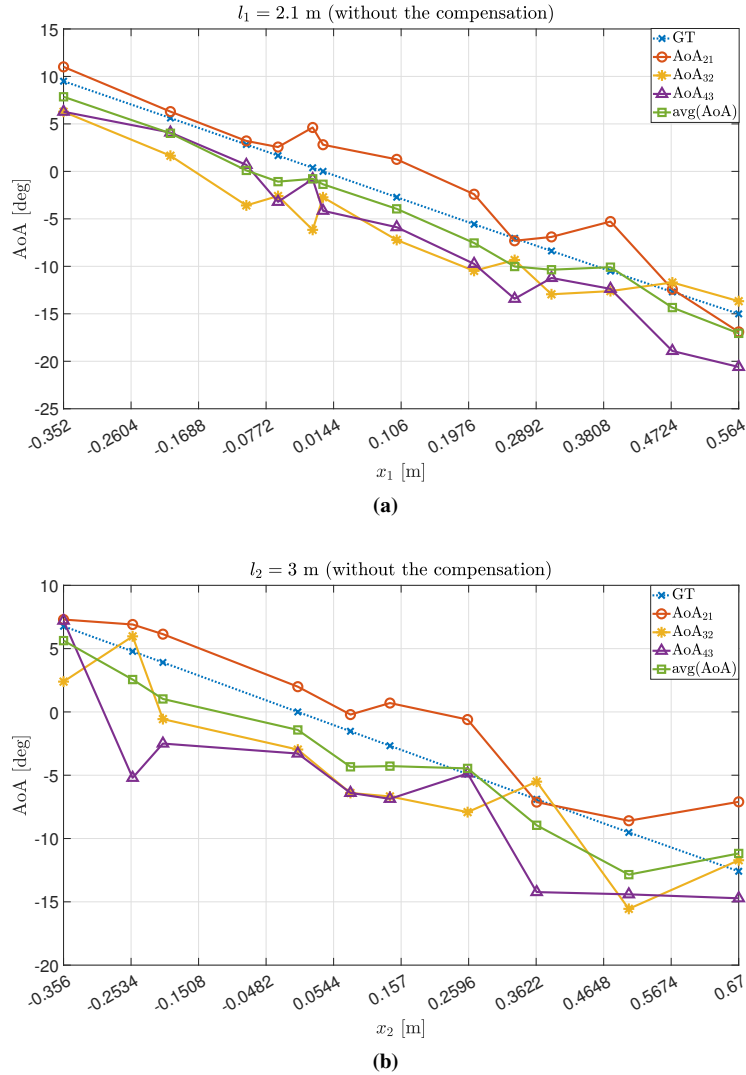 l₁ = 2.1 m (without the compensation)
15
10
5
0
-5
-10
-15
-20
-25
AoA [deg]
GT
AoA₂₁
AoA₃₂
AoA₄₃
avg(AoA)
-0.352
-0.2604
-0.1688
-0.0772
0.0144
0.106
0.1976
0.2892
0.3808
0.4724
0.564
x₁ [m]
(a)
l₂ = 3 m (without the compensation)
10
5
0
-5
-10
-15
-20
AoA [deg]
GT
AoA₂₁
AoA₃₂
AoA₄₃
avg(AoA)
-0.356
-0.2534
-0.1508
-0.0482
0.0544
0.157
0.2596
0.3622
0.4648
0.5674
0.67
x₂ [m]
(b)